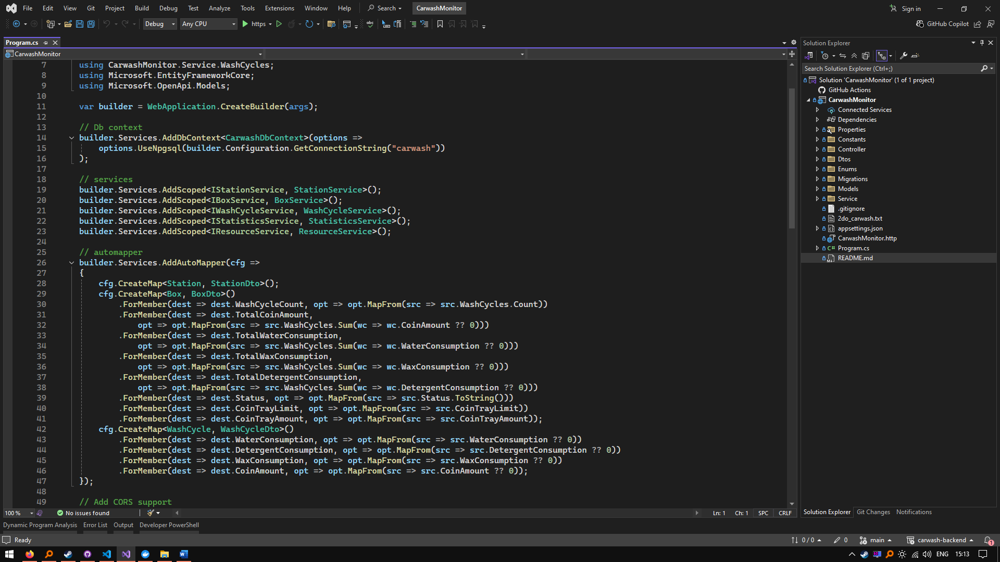 File Edit View Git Project Build Debug Test Analyze Tools Extensions Window Help Search CarwashMonitor Sign in
Debug Any CPU https GitHub Copilot
Program.cs
CarwashMonitor
7 using CarwashMonitor.Service.WashCycles;
8 using Microsoft.EntityFrameworkCore;
9 using Microsoft.OpenApi.Models;
10
11 var builder = WebApplication.CreateBuilder(args);
12
13 // Db context
14 builder.Services.AddDbContext<CarwashDbContext>(options =>
15 options.UseNpgsql(builder.Configuration.GetConnectionString("carwash"))
16 );
17
18 // services
19 builder.Services.AddScoped<IStationService, StationService>();
20 builder.Services.AddScoped<IBoxService, BoxService>();
21 builder.Services.AddScoped<IWashCycleService, WashCycleService>();
22 builder.Services.AddScoped<IStatisticsService, StatisticsService>();
23 builder.Services.AddScoped<IResourceService, ResourceService>();
24
25 // automapper
26 builder.Services.AddAutoMapper(cfg =>
27 {
28 cfg.CreateMap<Station, StationDto>();
29 cfg.CreateMap<Box, BoxDto>()
30 .ForMember(dest => dest.WashCycleCount, opt => opt.MapFrom(src => src.WashCycles.Count))
31 .ForMember(dest => dest.TotalCoinAmount,
32 opt => opt.MapFrom(src => src.WashCycles.Sum(wc => wc.CoinAmount ?? 0)))
33 .ForMember(dest => dest.TotalWaterConsumption,
34 opt => opt.MapFrom(src => src.WashCycles.Sum(wc => wc.WaterConsumption ?? 0)))
35 .ForMember(dest => dest.TotalWaxConsumption,
36 opt => opt.MapFrom(src => src.WashCycles.Sum(wc => wc.WaxConsumption ?? 0)))
37 .ForMember(dest => dest.TotalDetergentConsumption,
38 opt => opt.MapFrom(src => src.WashCycles.Sum(wc => wc.DetergentConsumption ?? 0)))
39 .ForMember(dest => dest.Status, opt => opt.MapFrom(src => src.Status.ToString()))
40 .ForMember(dest => dest.CoinTrayLimit, opt => opt.MapFrom(src => src.CoinTrayLimit))
41 .ForMember(dest => dest.CoinTrayAmount, opt => opt.MapFrom(src => src.CoinTrayAmount));
42 cfg.CreateMap<WashCycle, WashCycleDto>()
43 .ForMember(dest => dest.WaterConsumption, opt => opt.MapFrom(src => src.WaterConsumption ?? 0))
44 .ForMember(dest => dest.DetergentConsumption, opt => opt.MapFrom(src => src.DetergentConsumption ?? 0))
45 .ForMember(dest => dest.WaxConsumption, opt => opt.MapFrom(src => src.WaxConsumption ?? 0))
46 .ForMember(dest => dest.CoinAmount, opt => opt.MapFrom(src => src.CoinAmount ?? 0));
47 });
48
49 // Add CORS support
100 % No issues found Ln: 1 Ch: 1 SPC CRLF
Solution Explorer
Search Solution Explorer (Ctrl+;)
Solution 'CarwashMonitor' (1 of 1 project)
GitHub Actions
CarwashMonitor
Connected Services
Dependencies
Properties
Constants
Controller
Dtos
Enums
Migrations
Models
Service
.gitignore
2do_carwash.txt
appsettings.json
CarwashMonitor.http
C# Program.cs
README.md
Solution Explorer Git Changes Notifications
Dynamic Program Analysis Error List Output Developer PowerShell
Ready 0 / 0 0 main carwash-backend 1
ENG 15:13